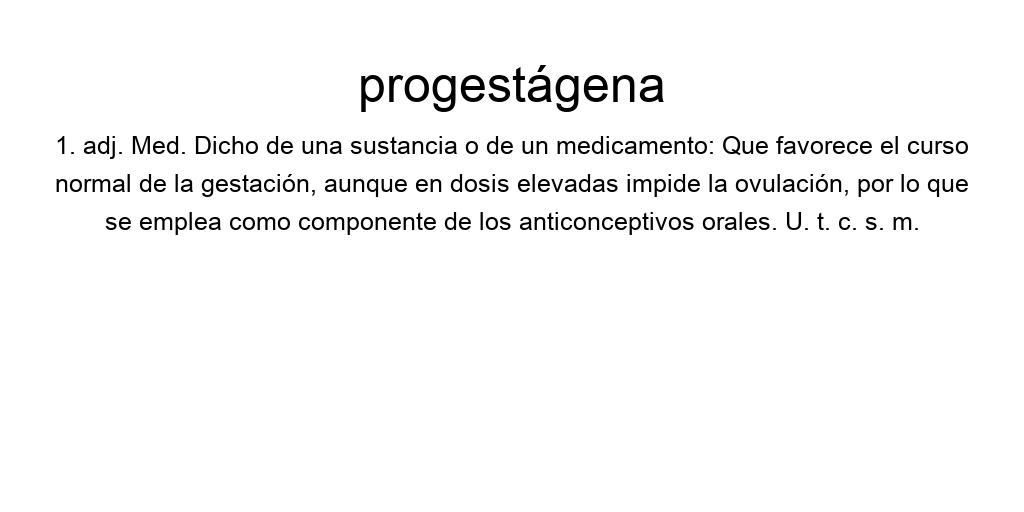 progestágena
1. adj. Med. Dicho de una sustancia o de un medicamento: Que favorece el curso
normal de la gestación, aunque en dosis elevadas impide la ovulación, por lo que
se emplea como componente de los anticonceptivos orales. U. t. c. s. m.